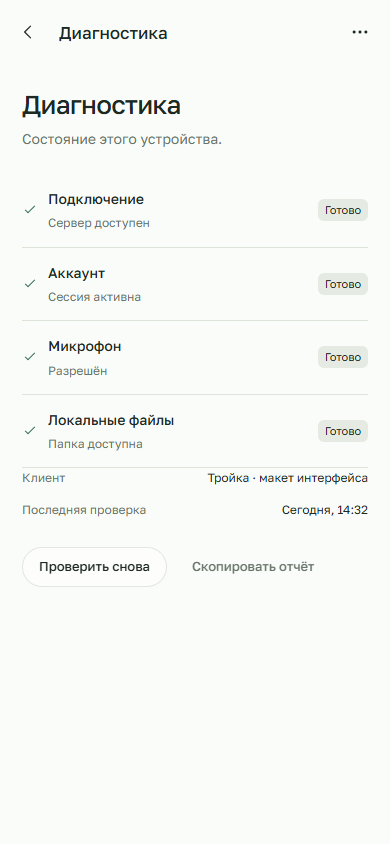 Диагностика
Диагностика
Состояние этого устройства.
Подключение
Сервер доступен
Готово
Аккаунт
Сессия активна
Готово
Микрофон
Разрешён
Готово
Локальные файлы
Папка доступна
Готово
Клиент Тройка · макет интерфейса
Последняя проверка Сегодня, 14:32
Проверить снова Скопировать отчёт